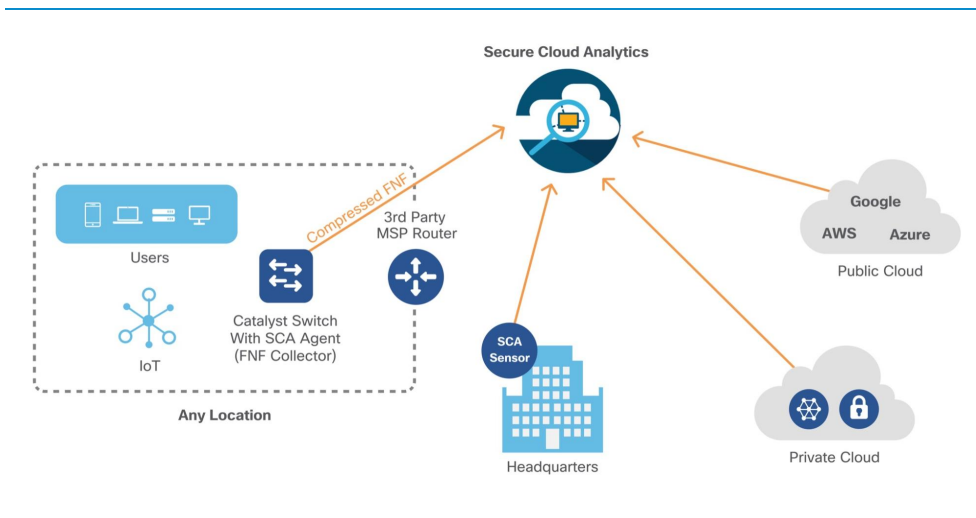 Secure Cloud Analytics
Compressed FNF
3rd Party
MSP Router
Users
Catalyst Switch
With SCA Agent
(FNF Collector)
IoT
Any Location
SCA
Sensor
Headquarters
Google
AWS Azure
Public Cloud
Private Cloud